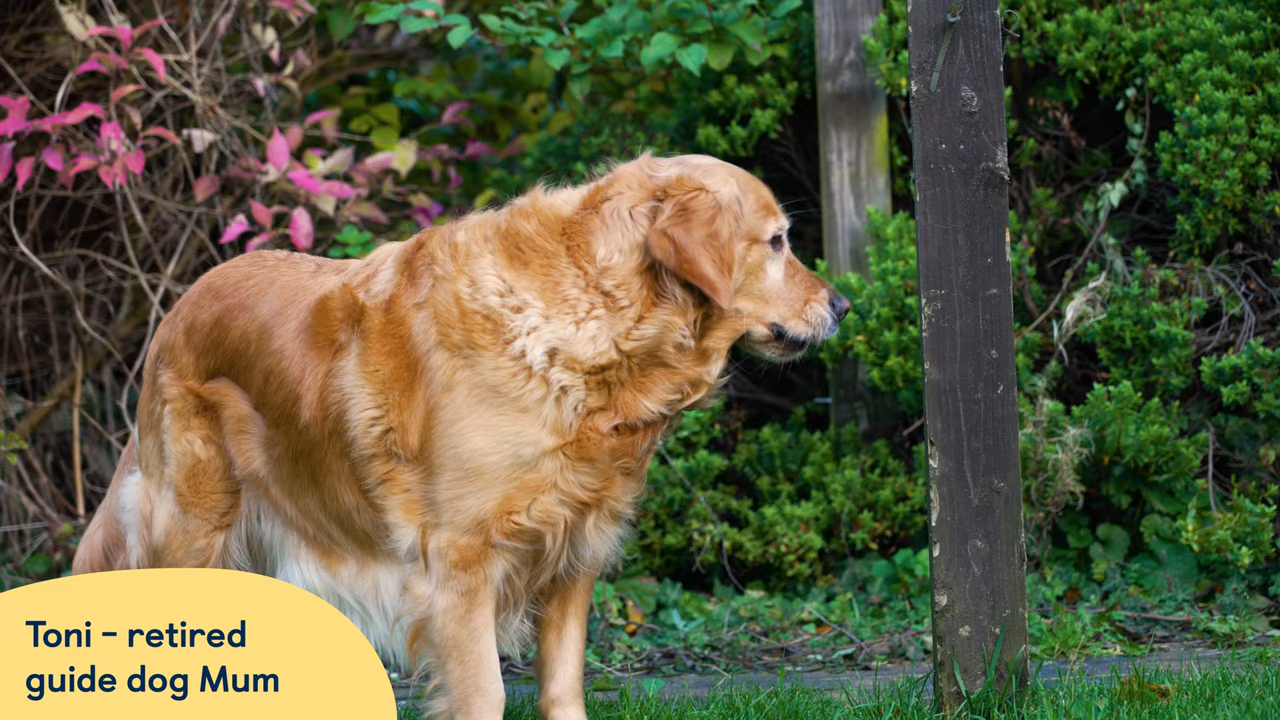 Toni – retired
guide dog Mum